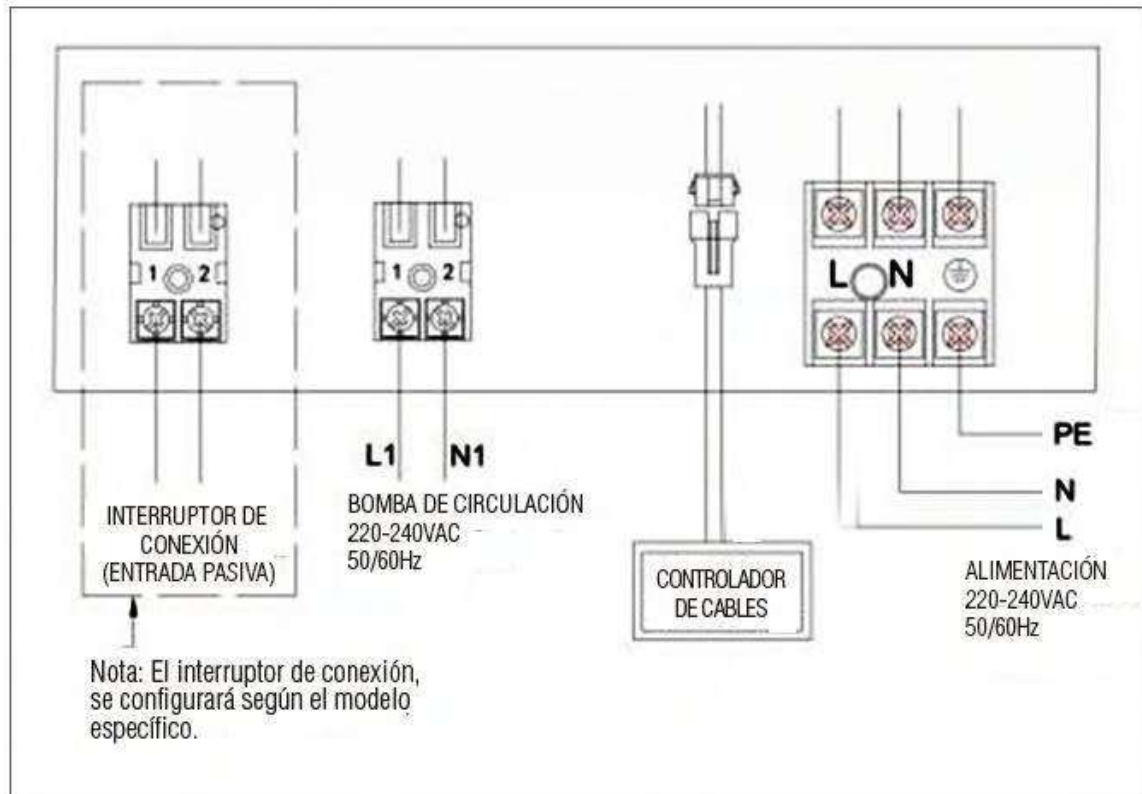 1 2
1 2
L N
L1 N1
PE
N
L
INTERRUPTOR DE
CONEXIÓN
(ENTRADA PASIVA)
BOMBA DE CIRCULACIÓN
220-240VAC
50/60Hz
CONTROLADOR
DE CABLES
ALIMENTACIÓN
220-240VAC
50/60Hz
Nota: El interruptor de conexión,
se configurará según el modelo
específico.